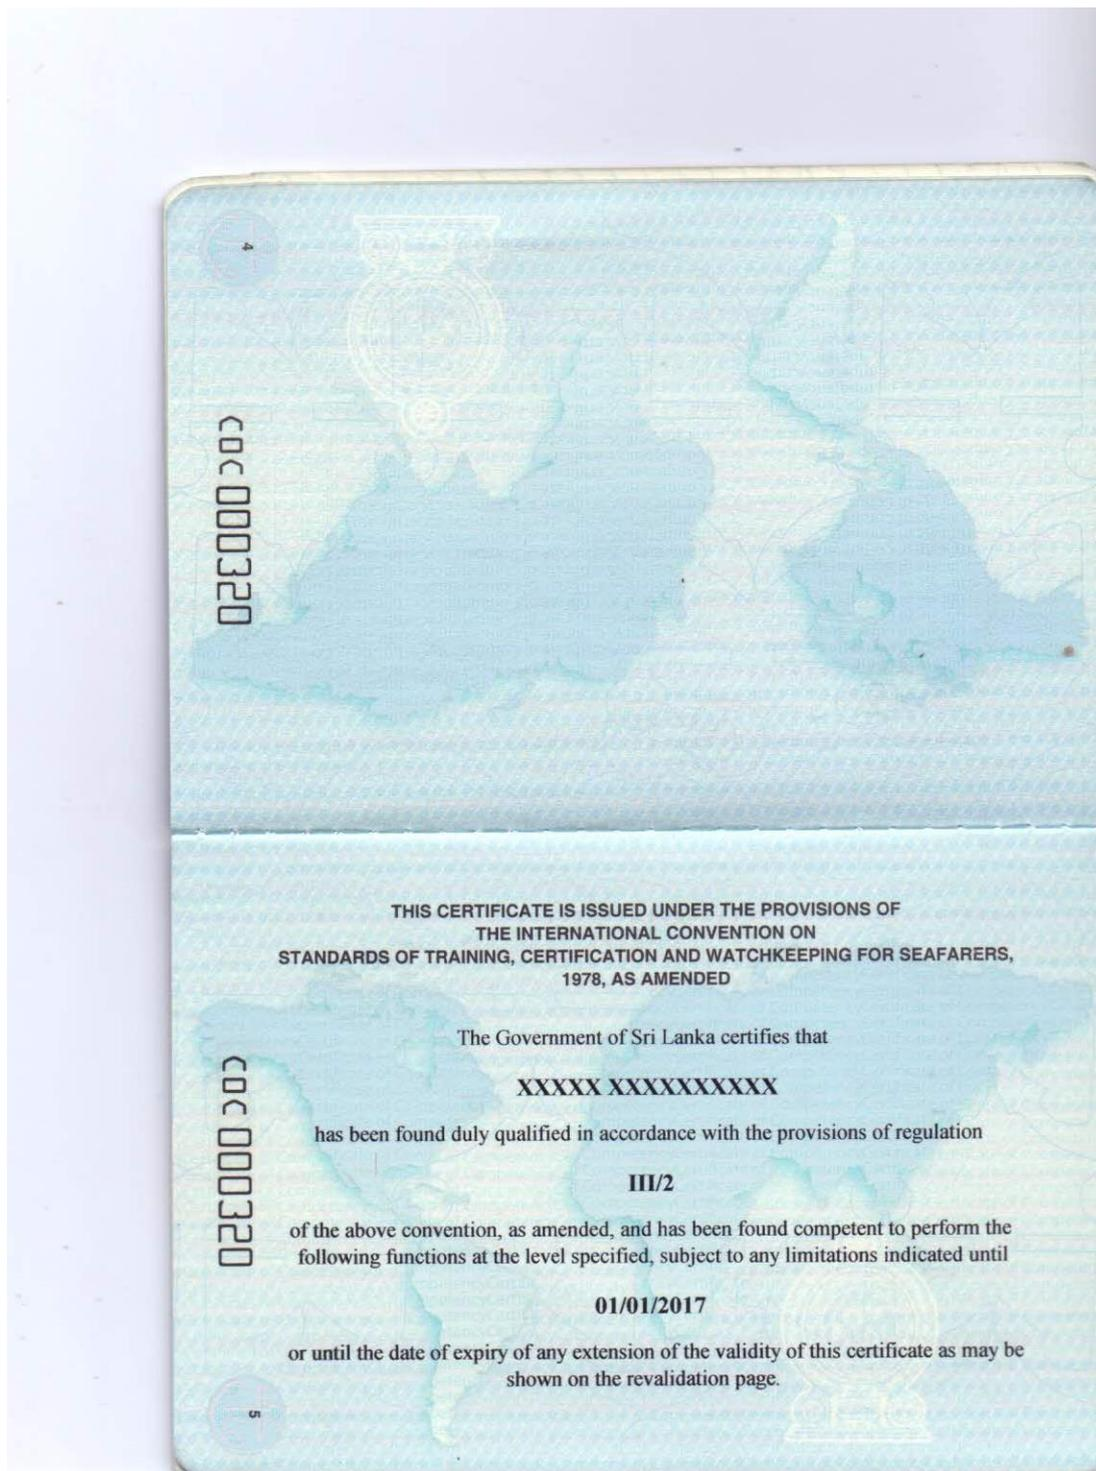 4
COC 000320
THIS CERTIFICATE IS ISSUED UNDER THE PROVISIONS OF
THE INTERNATIONAL CONVENTION ON
STANDARDS OF TRAINING, CERTIFICATION AND WATCHKEEPING FOR SEAFARERS,
1978, AS AMENDED
The Government of Sri Lanka certifies that
XXXXX XXXXXXXXXX
has been found duly qualified in accordance with the provisions of regulation
III/2
of the above convention, as amended, and has been found competent to perform the
following functions at the level specified, subject to any limitations indicated until
01/01/2017
or until the date of expiry of any extension of the validity of this certificate as may be
shown on the revalidation page.
COC 000320
5